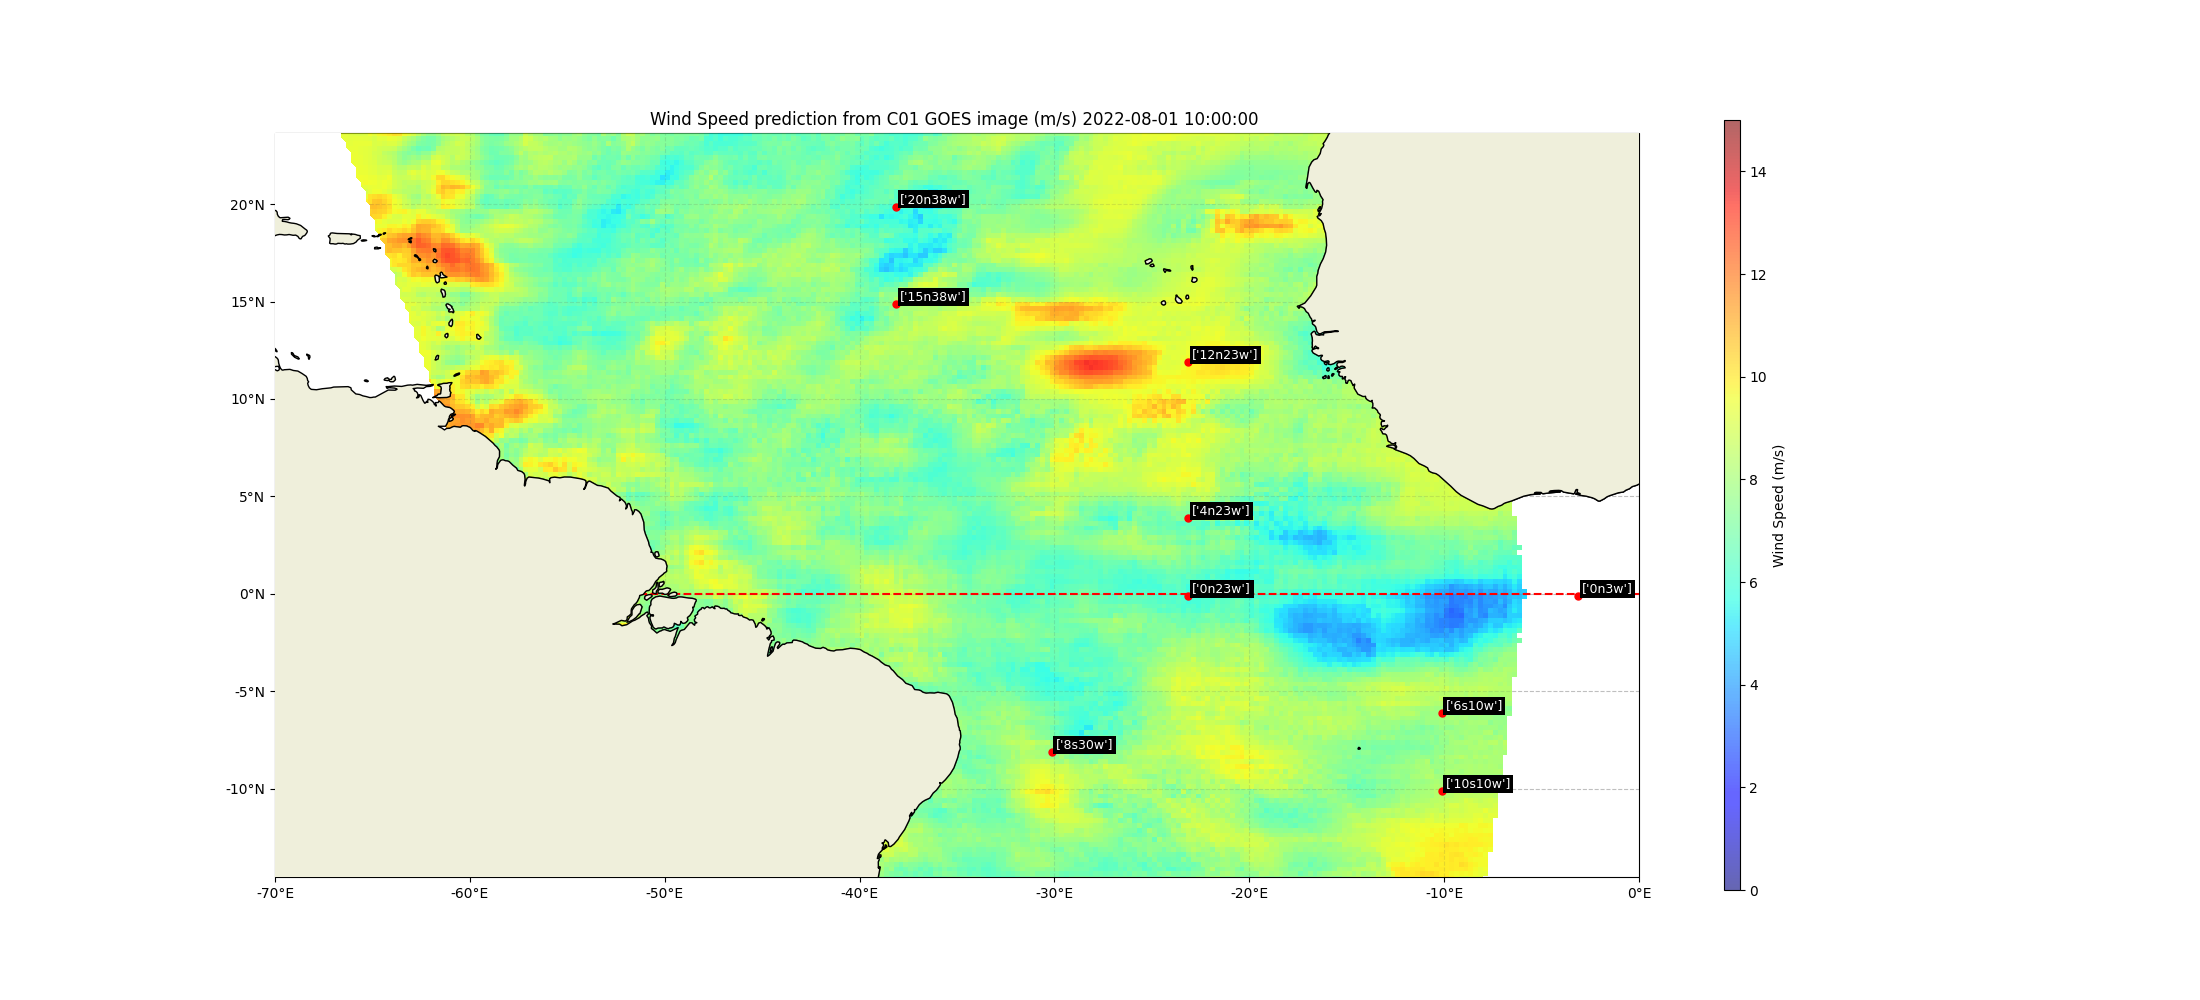 Wind Speed prediction from C01 GOES image (m/s) 2022-08-01 10:00:00
20°N
15°N
10°N
5°N
0°N
-5°N
-10°N
-70°E
-60°E
-50°E
-40°E
-30°E
-20°E
-10°E
0°E
['20n38w']
['15n38w']
['12n23w']
['4n23w']
['0n23w']
['0n3w']
['6s10w']
['8s30w']
['10s10w']
14
12
10
8
6
4
2
0
Wind Speed (m/s)